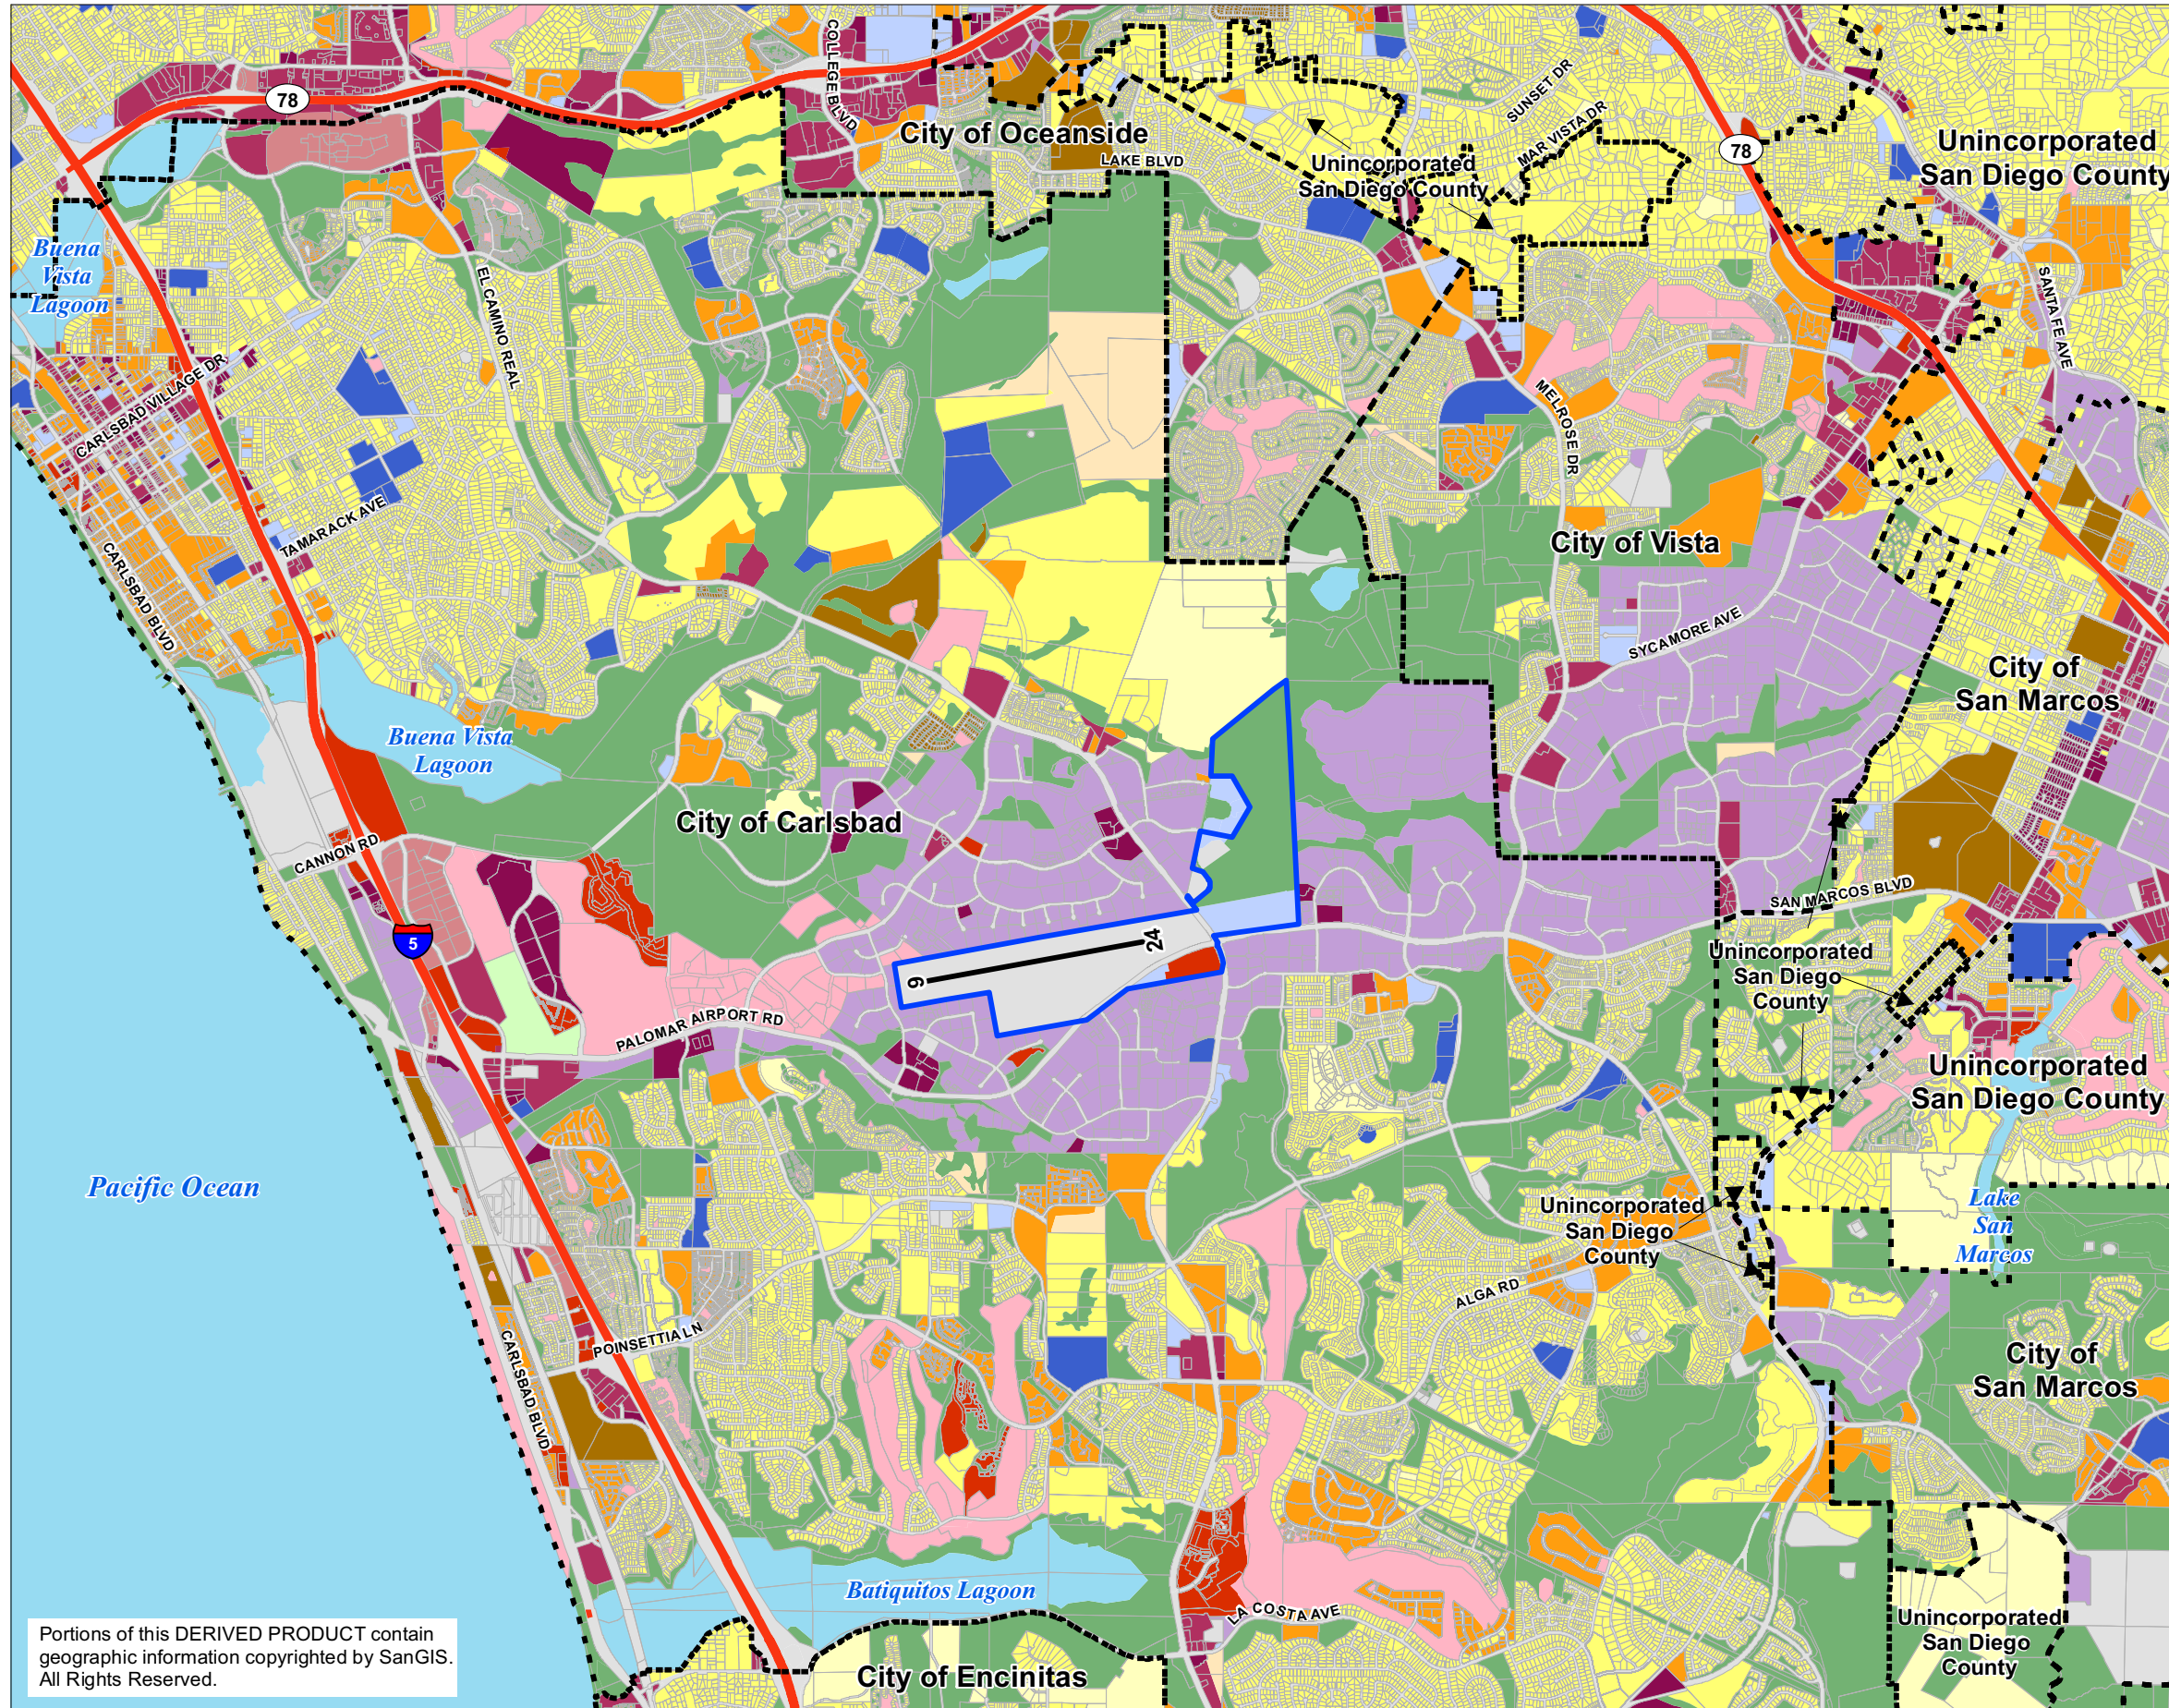 78
COLLEGE BLVD
City of Oceanside
LAKE BLVD
SUNSET DR
MAR VISTA DR
Unincorporated
San Diego County
78
Unincorporated
San Diego County
Buena
Vista
Lagoon
EL CAMINO REAL
SANTA FE AVE
CARLSBAD VILLAGE DR
MELROSE DR
TAMARACK AVE
CARLSBAD BLVD
City of Vista
SYCAMORE AVE
City of
San Marcos
Buena Vista
Lagoon
City of Carlsbad
CANNON RD
SAN MARCOS BLVD
5
24
6
Unincorporated
San Diego
County
PALOMAR AIRPORT RD
Unincorporated
San Diego County
Pacific Ocean
Unincorporated
San Diego
County
Lake
San
Marcos
ALGA RD
POINSETTIA LN
CARLSBAD BLVD
City of
San Marcos
Batiquitos Lagoon
LA COSTA AVE
Unincorporated
San Diego
County
City of Encinitas
Portions of this DERIVED PRODUCT contain
geographic information copyrighted by SanGIS.
All Rights Reserved.